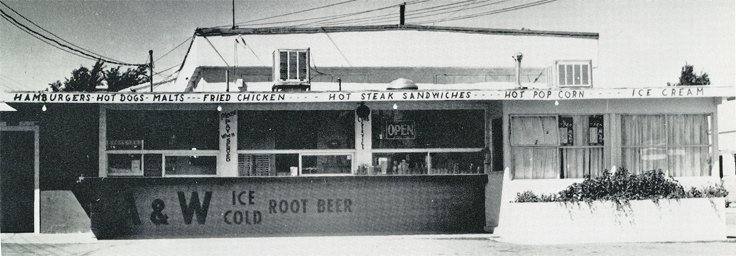 HAMBURGERS - HOT DOGS - MALTS --- FRIED CHICKEN --- HOT STEAK SANDWICHES --- HOT POP CORN ICE CREAM
OPEN
A & W ICE COLD ROOT BEER